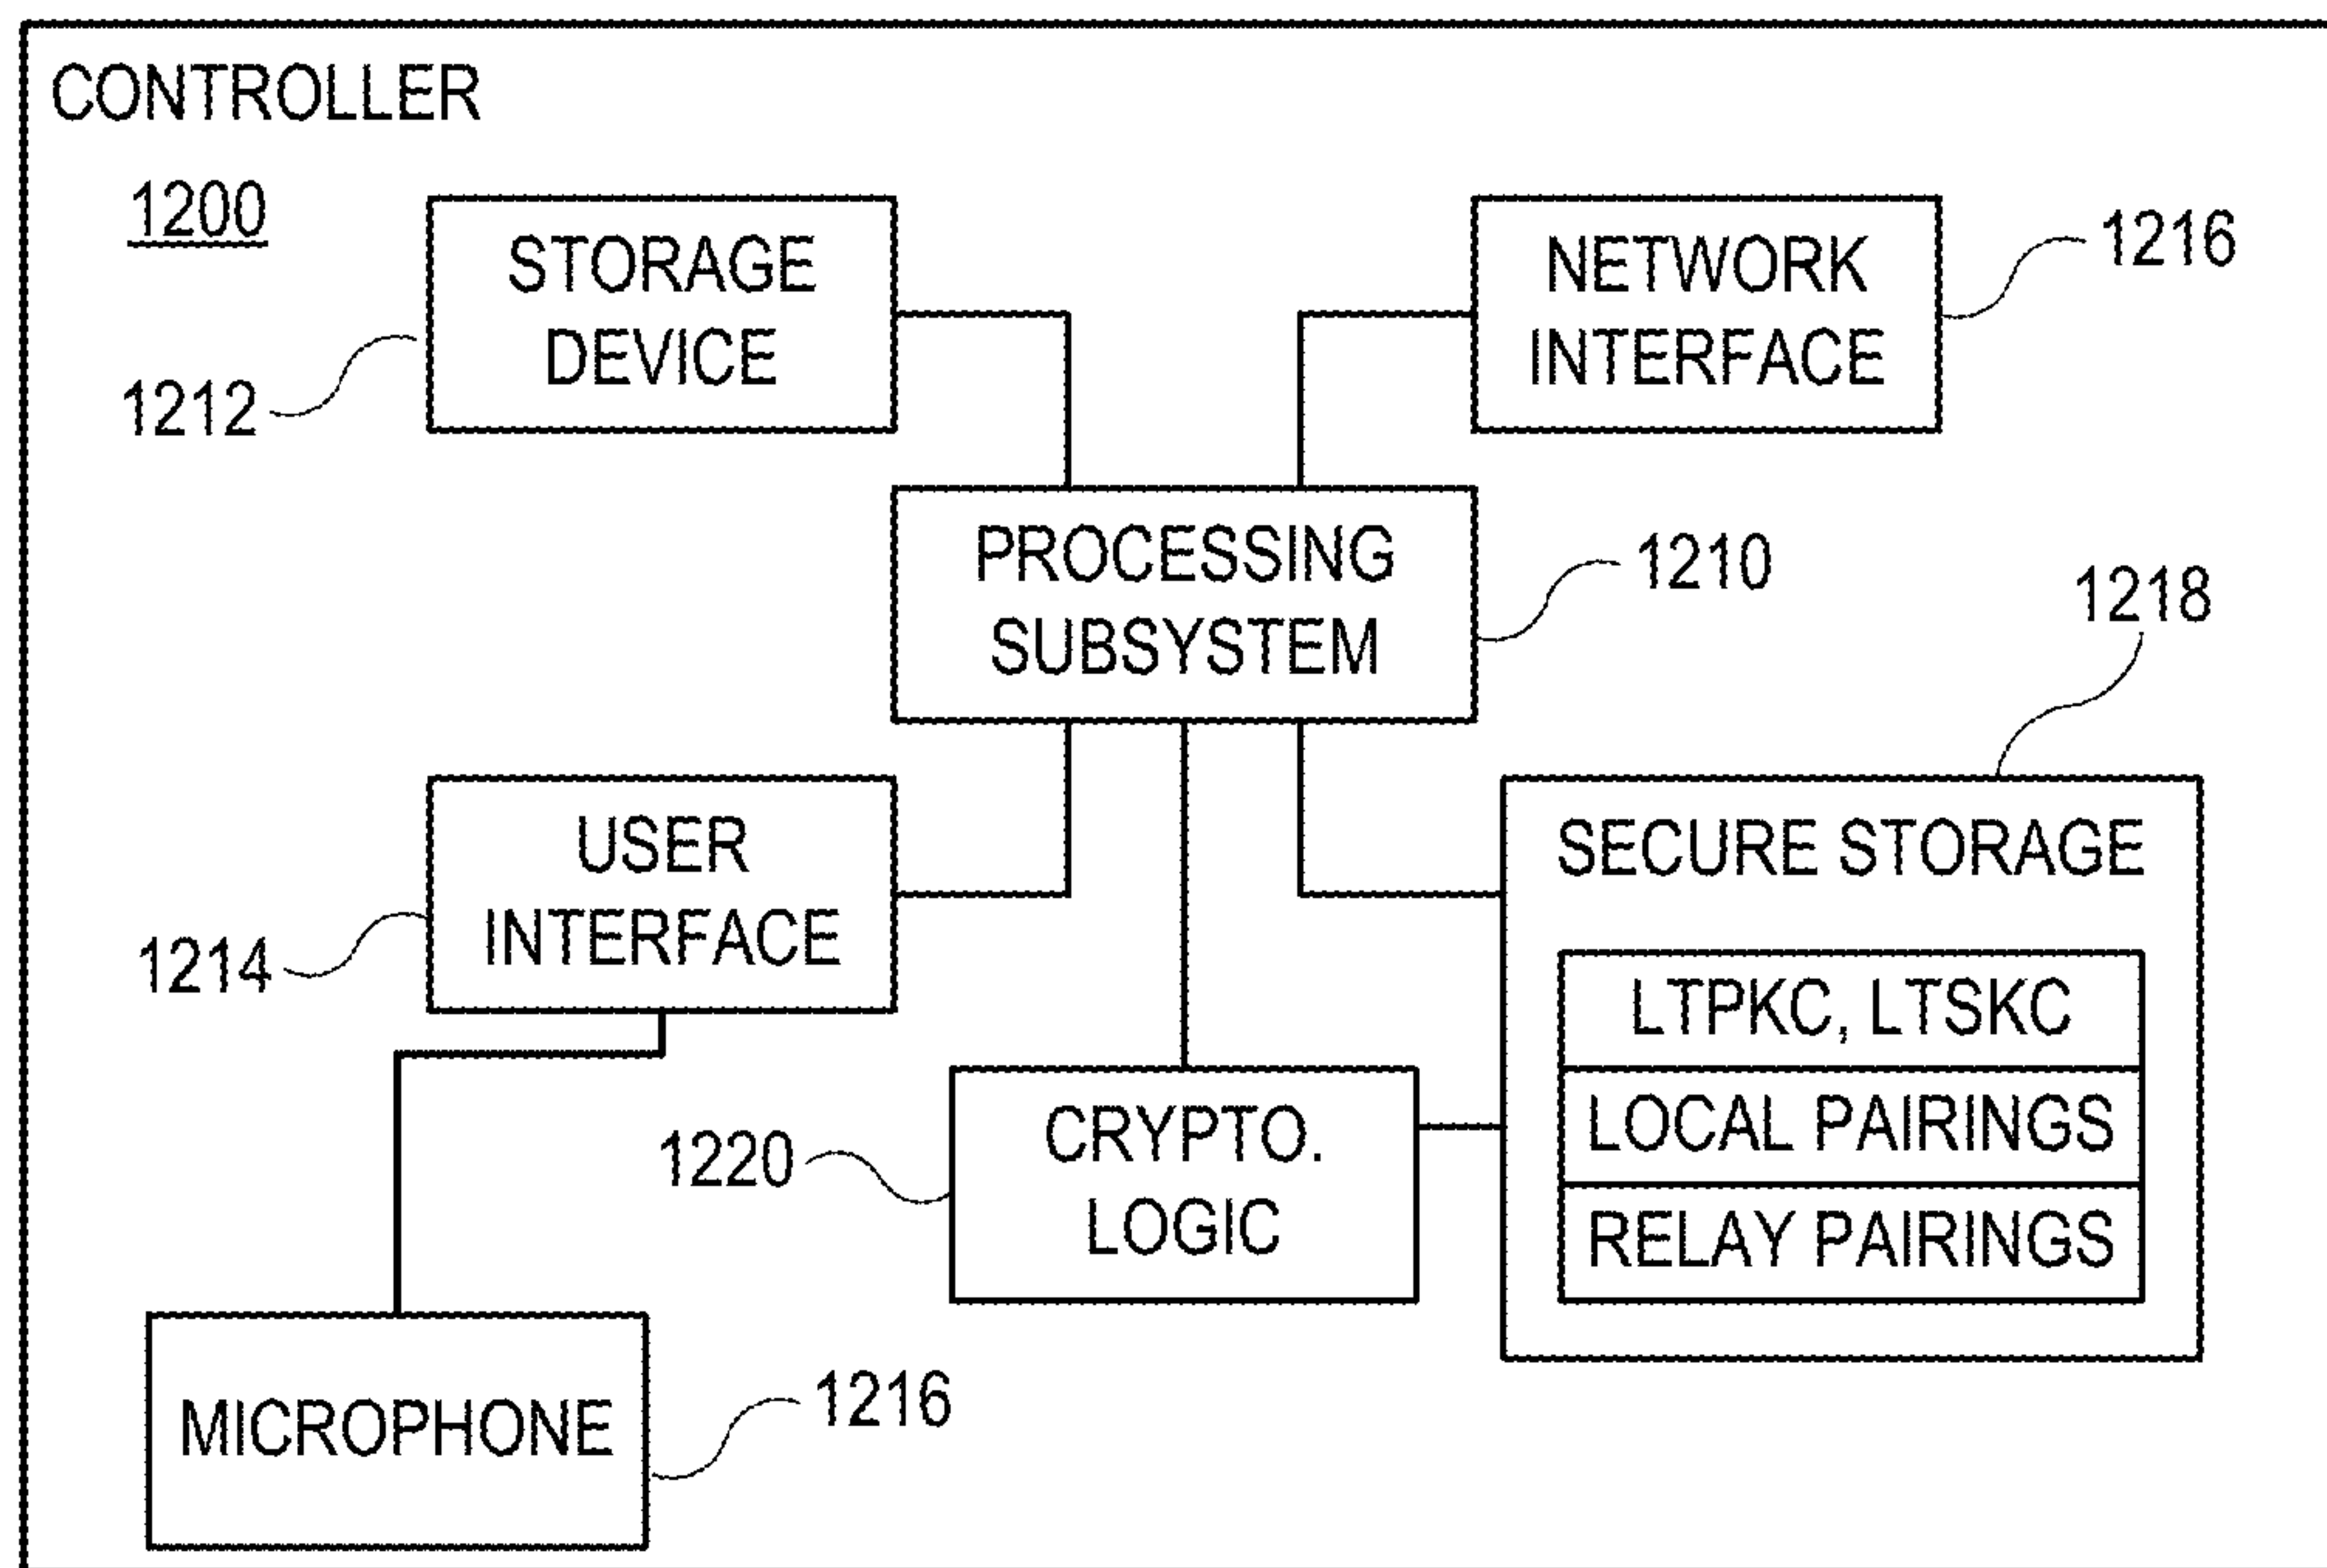 CONTROLLER
1200
STORAGE
DEVICE
1212
NETWORK
INTERFACE
1216
PROCESSING
SUBSYSTEM
1210
1218
USER
INTERFACE
1214
SECURE STORAGE
LTPKC, LTSKC
LOCAL PAIRINGS
RELAY PAIRINGS
CRYPTO.
LOGIC
1220
MICROPHONE
1216